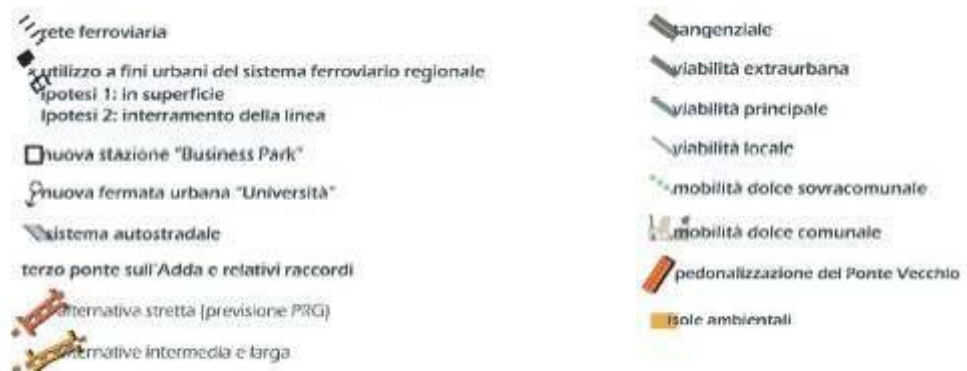 rete ferroviaria
utilizzo a fini urbani del sistema ferroviario regionale
Ipotesi 1: in superficie
Ipotesi 2: interramento della linea
nuova stazione "Business Park"
nuova fermata urbana "Università"
sistema autostradale
terzo ponte sull'Adda e relativi raccordi
alternativa stretta (previsione PRG)
alternative intermedia e larga
tangenziale
viabilità extraurbana
viabilità principale
viabilità locale
mobilità dolce sovracomunale
mobilità dolce comunale
pedonalizzazione del Ponte Vecchio
isole ambientali